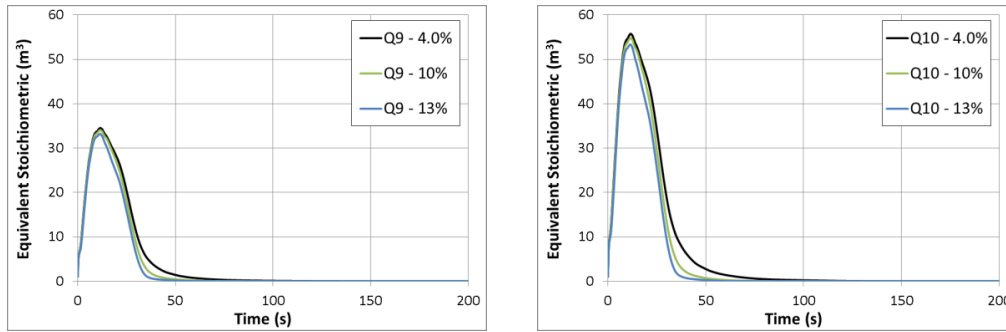 Equivalent Stoichiometric (m³)
60
50
40
30
20
10
0
Q9 - 4.0%
Q9 - 10%
Q9 - 13%
0 50 100 150 200
Time (s)
Equivalent Stoichiometric (m³)
60
50
40
30
20
10
0
Q10 - 4.0%
Q10 - 10%
Q10 - 13%
0 50 100 150 200
Time (s)